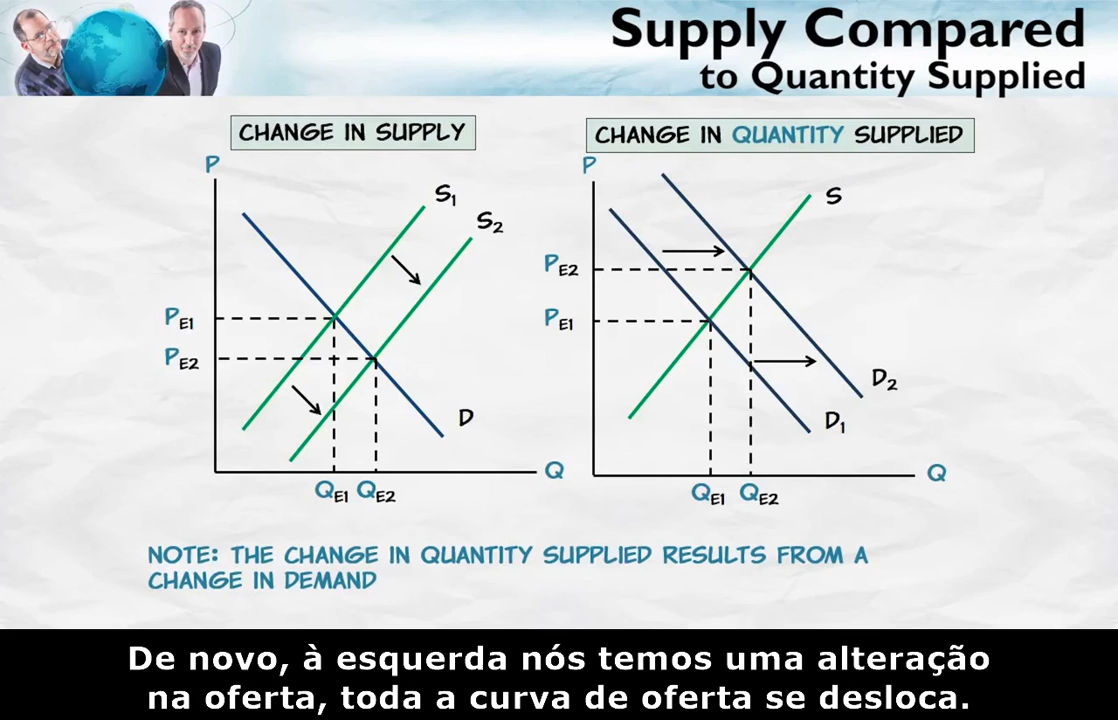 Supply Compared
to Quantity Supplied
CHANGE IN SUPPLY
CHANGE IN QUANTITY SUPPLIED
P
S1
S2
PE1
PE2
D
Q
QE1 QE2
P
S
PE2
PE1
D2
D1
Q
QE1 QE2
NOTE: THE CHANGE IN QUANTITY SUPPLIED RESULTS FROM A
CHANGE IN DEMAND
De novo, à esquerda nós temos uma alteração
na oferta, toda a curva de oferta se desloca.